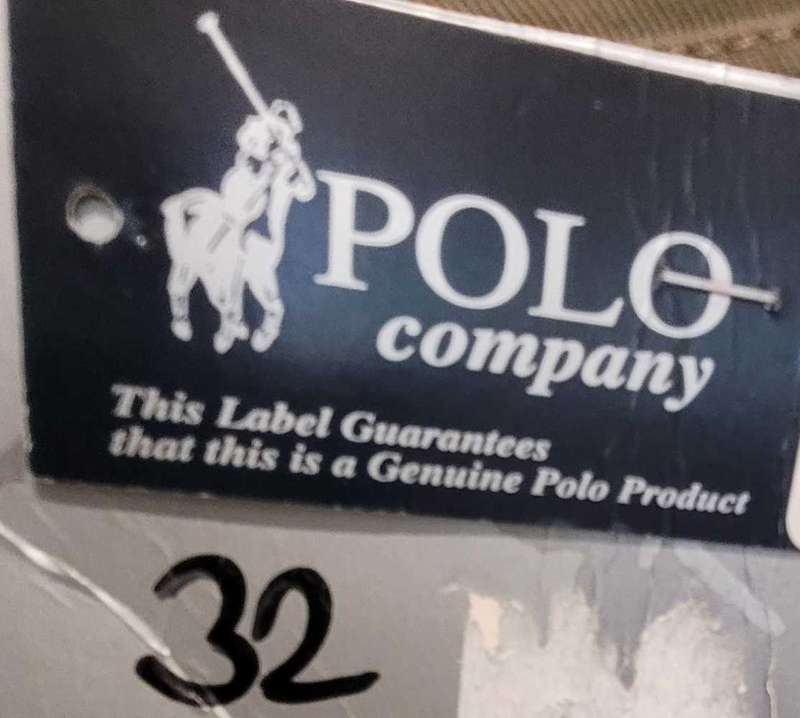 POLO
company
This Label Guarantees
that this is a Genuine Polo Product
32